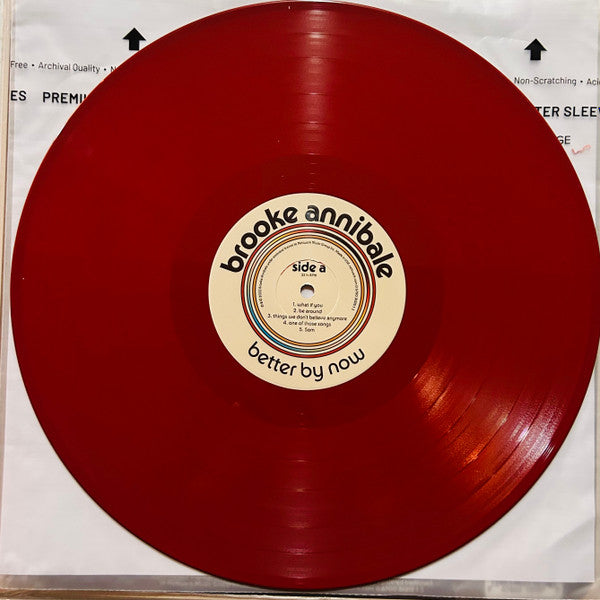 Free • Archival Quality •
Non-Scratching •
ES PREMIU
TER SLEEV
GE
brooke annibale
side a
33 ⅓ RPM
1. what if you
2. be around
3. things we don't believe anymore
4. one of those songs
5. 5am
better by now